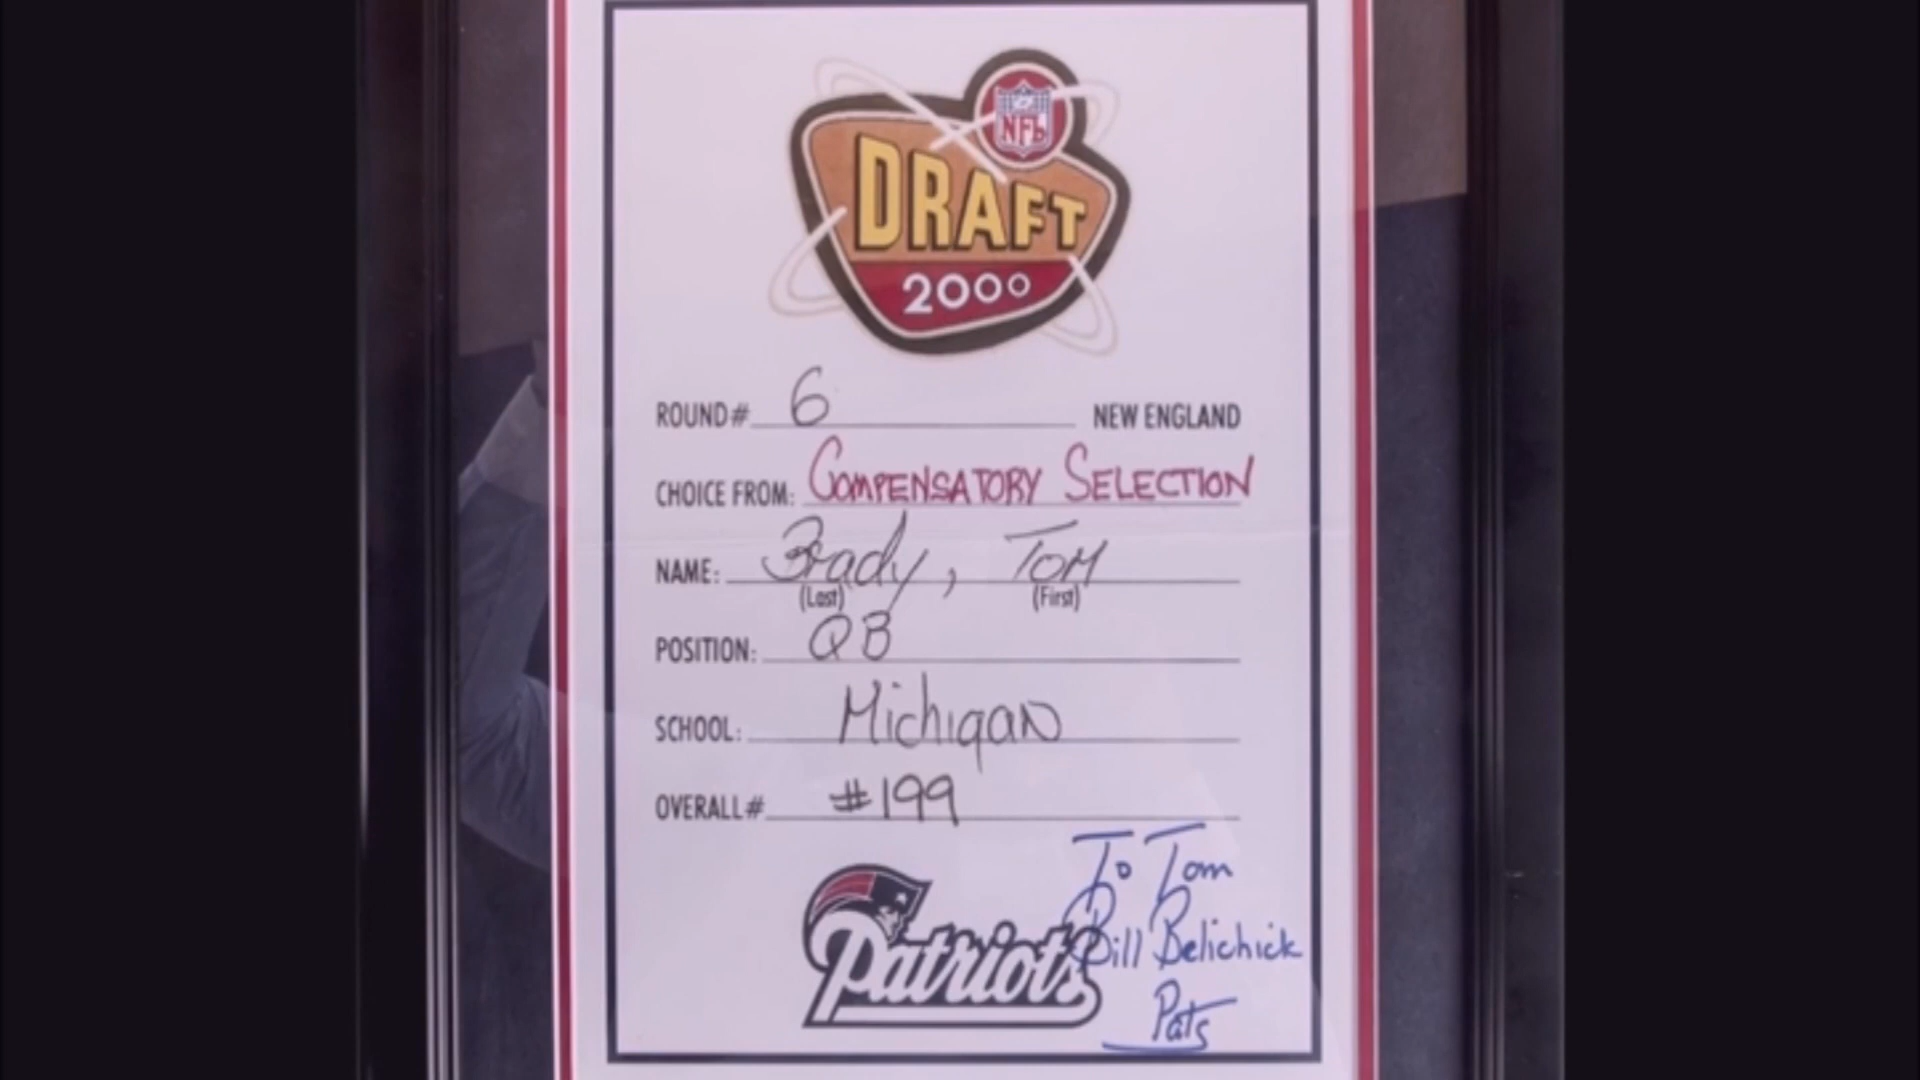 NFL
DRAFT
2000
ROUND# 6 NEW ENGLAND
CHOICE FROM: COMPENSATORY SELECTION
NAME: Brady, TOM
(Last) (First)
POSITION: QB
SCHOOL: Michigan
OVERALL# #199
Patriots
To Tom
Bill Belichick
Pats